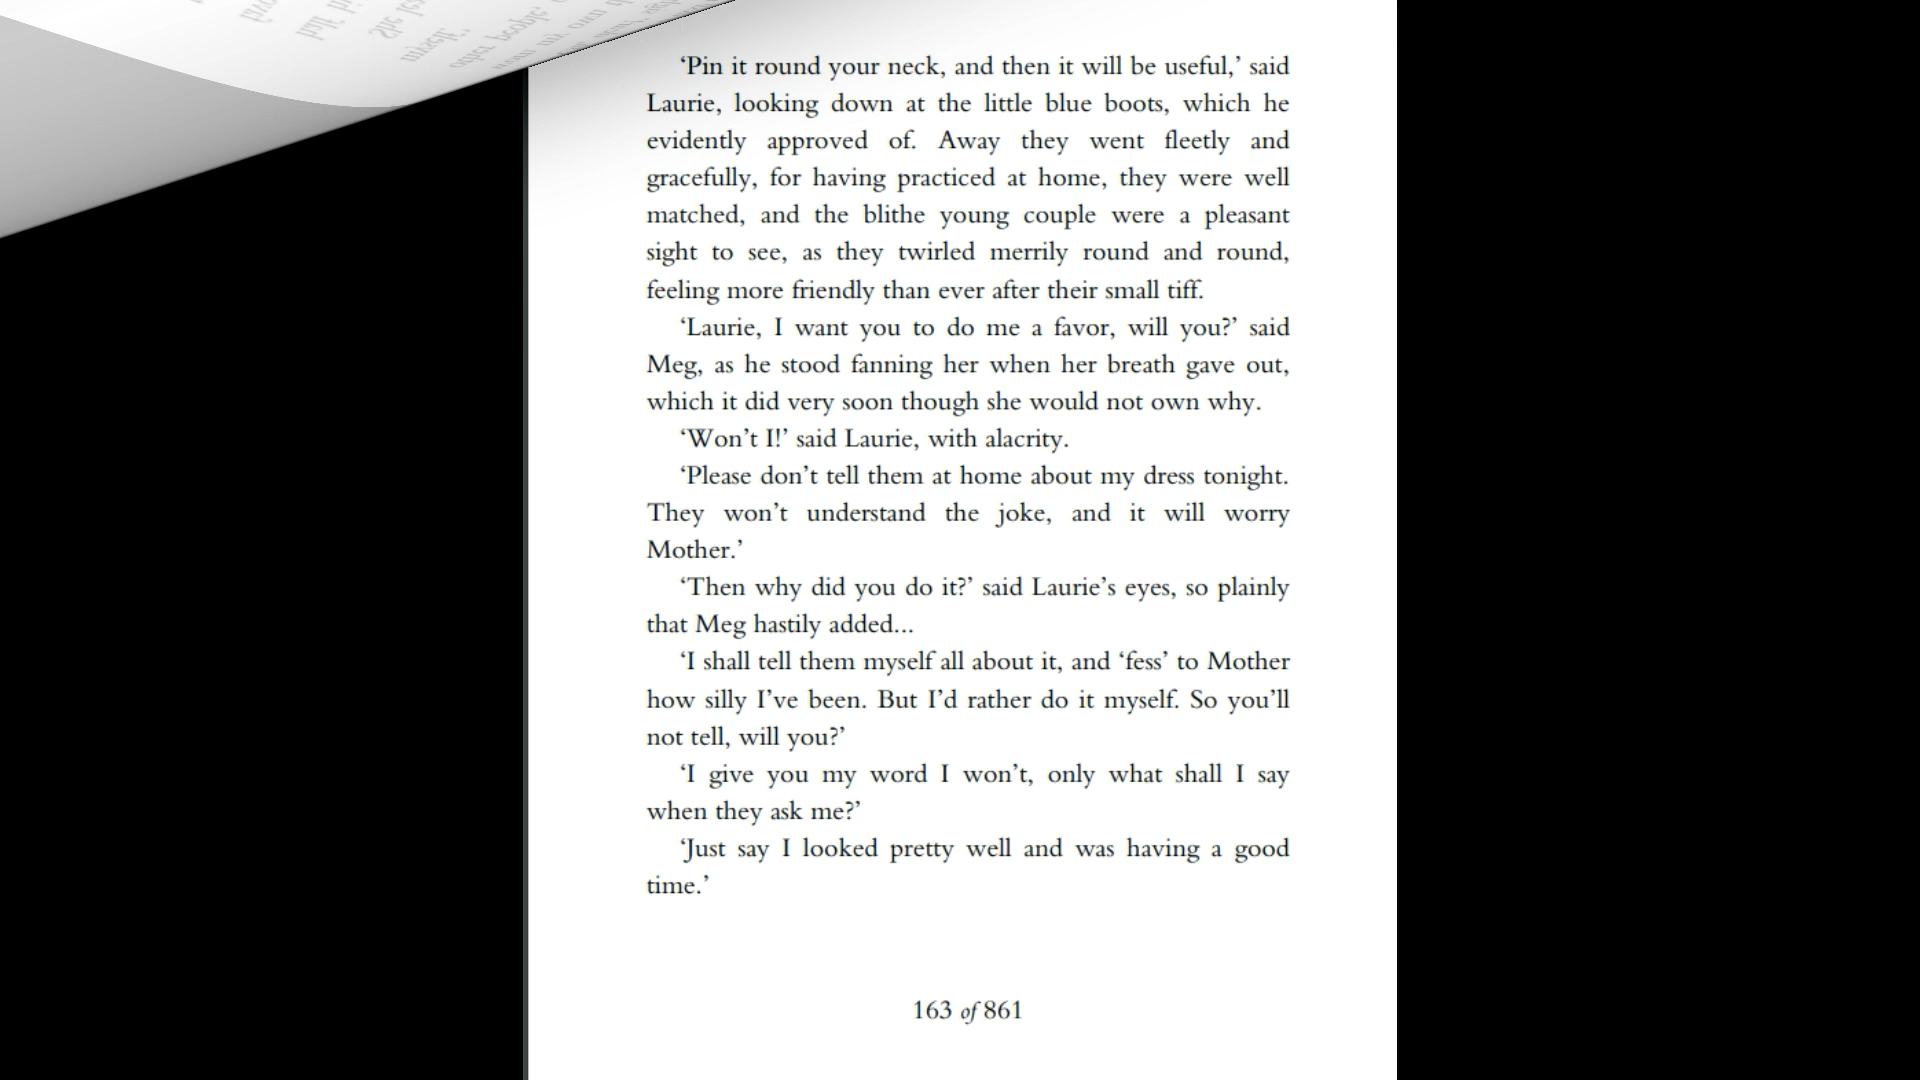 ‘Pin it round your neck, and then it will be useful,’ said
Laurie, looking down at the little blue boots, which he
evidently approved of. Away they went fleetly and
gracefully, for having practiced at home, they were well
matched, and the blithe young couple were a pleasant
sight to see, as they twirled merrily round and round,
feeling more friendly than ever after their small tiff.
‘Laurie, I want you to do me a favor, will you?’ said
Meg, as he stood fanning her when her breath gave out,
which it did very soon though she would not own why.
‘Won’t I!’ said Laurie, with alacrity.
‘Please don’t tell them at home about my dress tonight.
They won’t understand the joke, and it will worry
Mother.’
‘Then why did you do it?’ said Laurie’s eyes, so plainly
that Meg hastily added...
‘I shall tell them myself all about it, and ‘fess’ to Mother
how silly I’ve been. But I’d rather do it myself. So you’ll
not tell, will you?’
‘I give you my word I won’t, only what shall I say
when they ask me?’
‘Just say I looked pretty well and was having a good
time.’
163 of 861